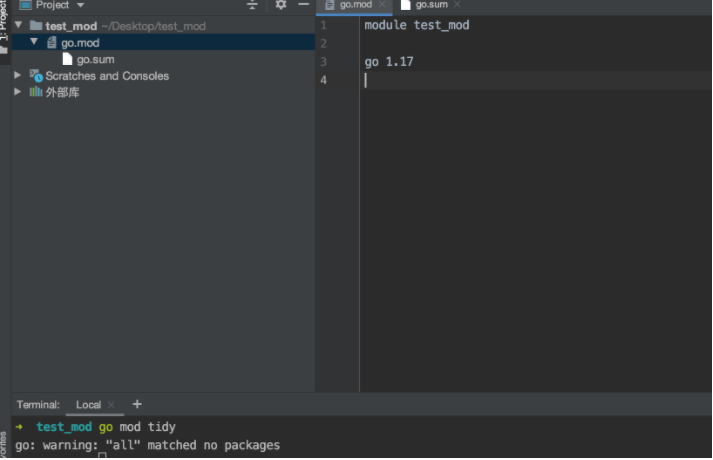 1: Project
Project
test_mod ~/Desktop/test_mod
go.mod
go.sum
Scratches and Consoles
外部库
go.mod
go.sum
1 module test_mod
2
3 go 1.17
4
Terminal: Local +
→ test_mod go mod tidy
go: warning: "all" matched no packages